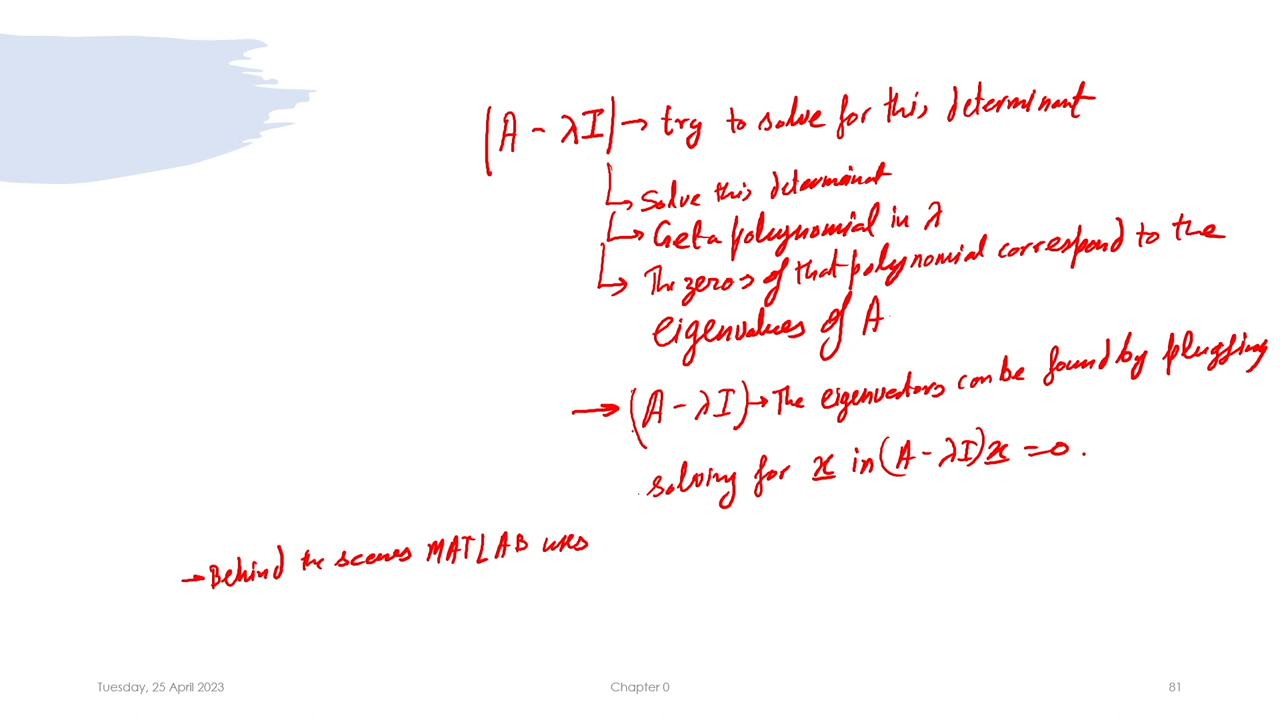 |A - λI| → try to solve for this determinant
↳ Solve this determinant
↳ Get a polynomial in λ
↳ The zeros of that polynomial correspond to the
eigenvalues of A
→ (A - λI) → The eigenvectors can be found by plugging
solving for x in (A - λI)x = 0.
→ Behind the scenes MATLAB uses
Tuesday, 25 April 2023
Chapter 0
81